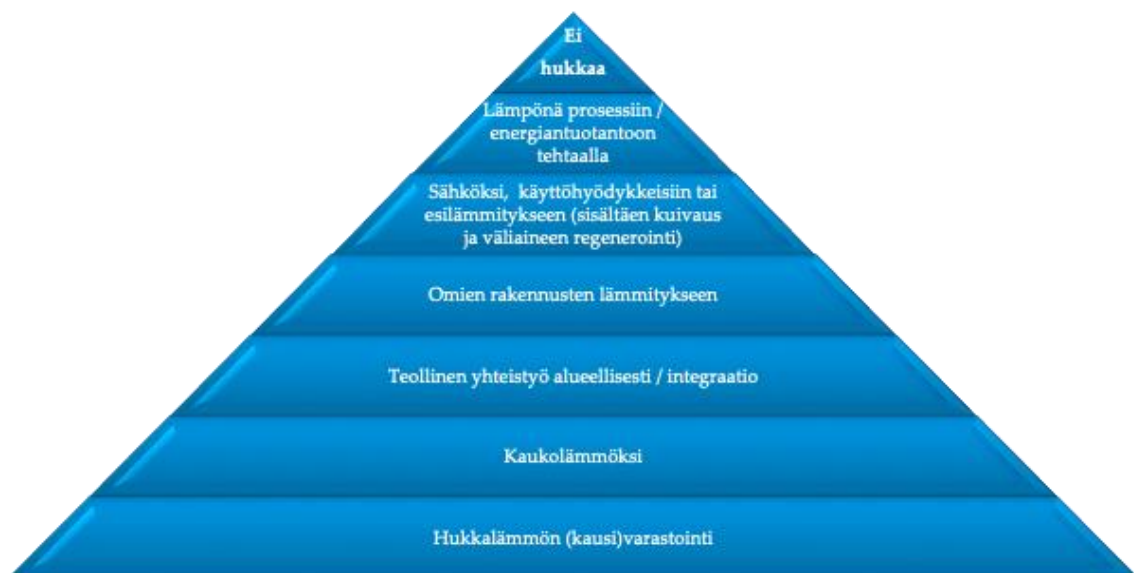 Ei
hukkaa
Lämpönä prosessiin /
energiantuotantoon
tehtaalla
Sähköksi, käyttöhyödykkeisiin tai
esilämmitykseen (sisältäen kuivaus
ja väliaineen regenerointi)
Omien rakennusten lämmitykseen
Teollinen yhteistyö alueellisesti / integraatio
Kaukolämmöksi
Hukkalämmön (kausi)varastointi